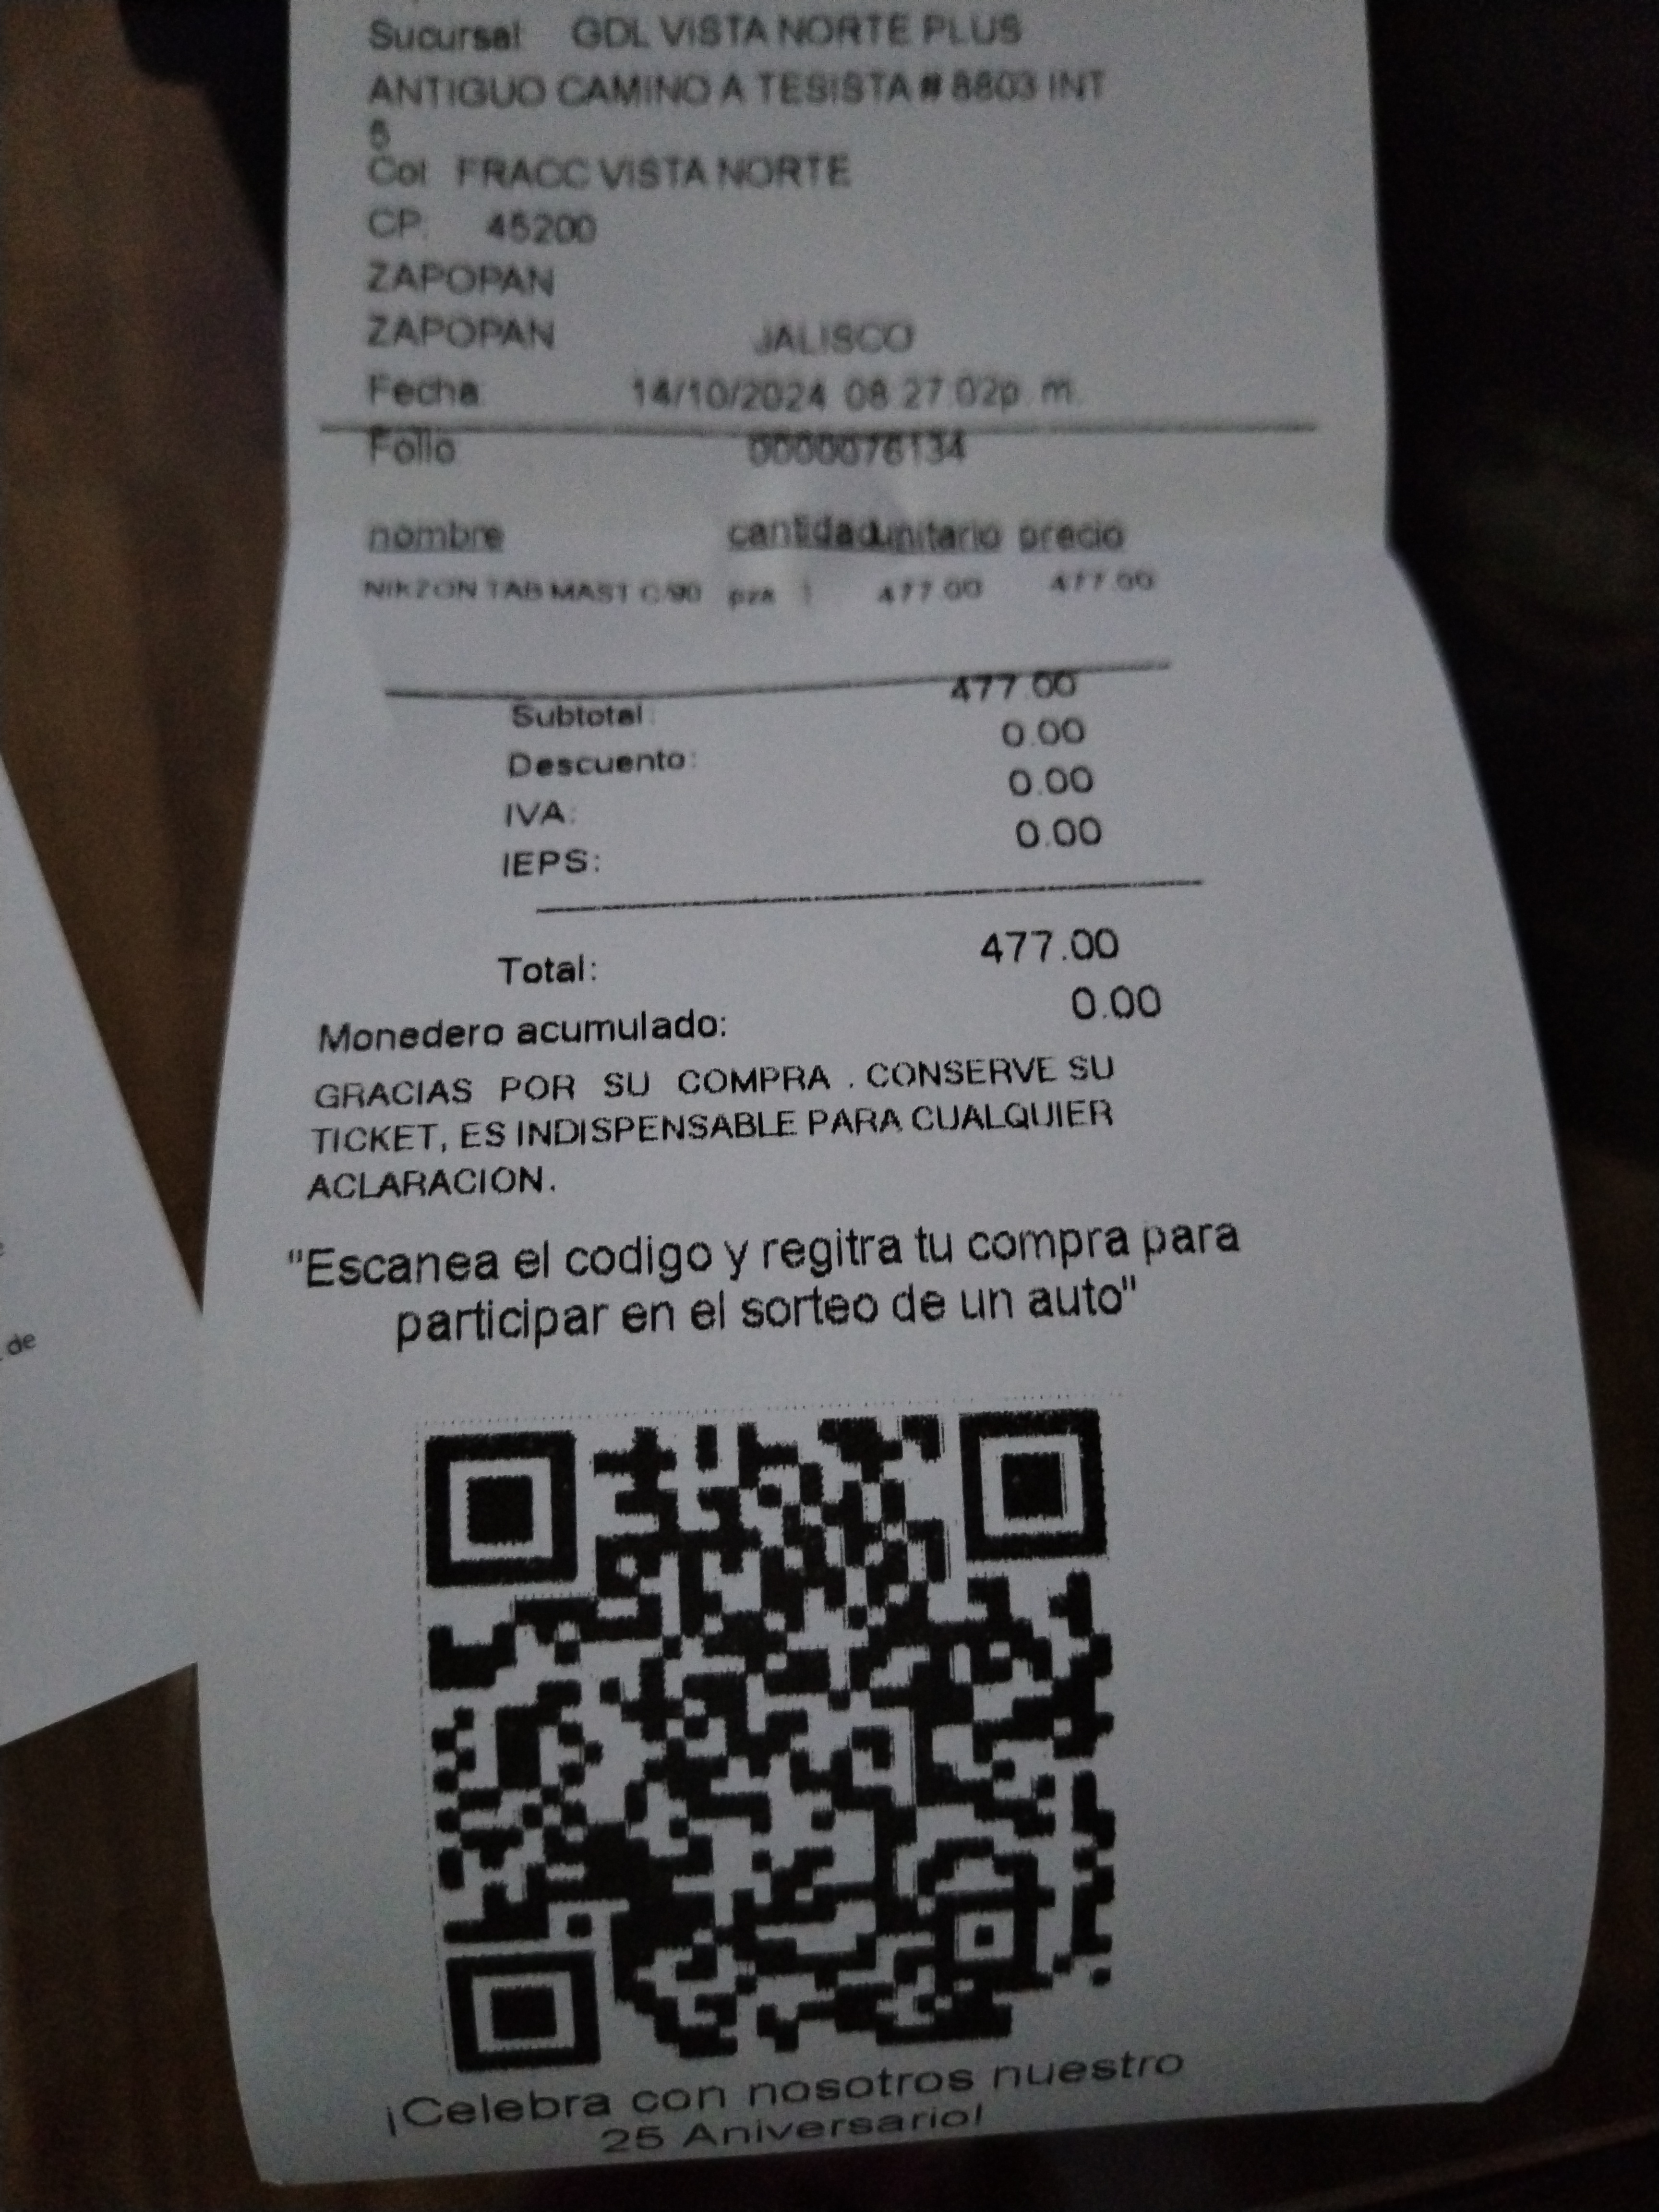 Sucursal GDL VISTA NORTE PLUS
ANTIGUO CAMINO A TESISTA # 8803 INT
5
Col FRACC VISTA NORTE
CP. 45200
ZAPOPAN
ZAPOPAN JALISCO
Fecha 14/10/2024 08:27:02p. m.
Folio 0000076134
nombre cantidad unitario precio
NIKZON TAB MAST C/90 pza 1 477.00 477.00
Subtotal: 477.00
Descuento: 0.00
IVA: 0.00
IEPS: 0.00
Total: 477.00
Monedero acumulado: 0.00
GRACIAS POR SU COMPRA . CONSERVE SU
TICKET, ES INDISPENSABLE PARA CUALQUIER
ACLARACION.
"Escanea el codigo y regitra tu compra para
participar en el sorteo de un auto"
¡Celebra con nosotros nuestro
25 Aniversario!
de